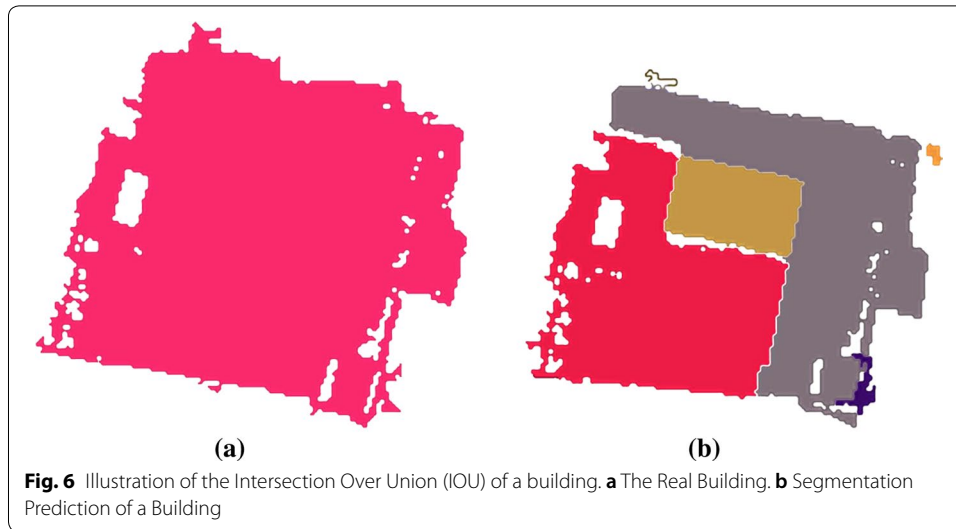 (a)
(b)
Fig. 6 Illustration of the Intersection Over Union (IOU) of a building. a The Real Building. b Segmentation
Prediction of a Building